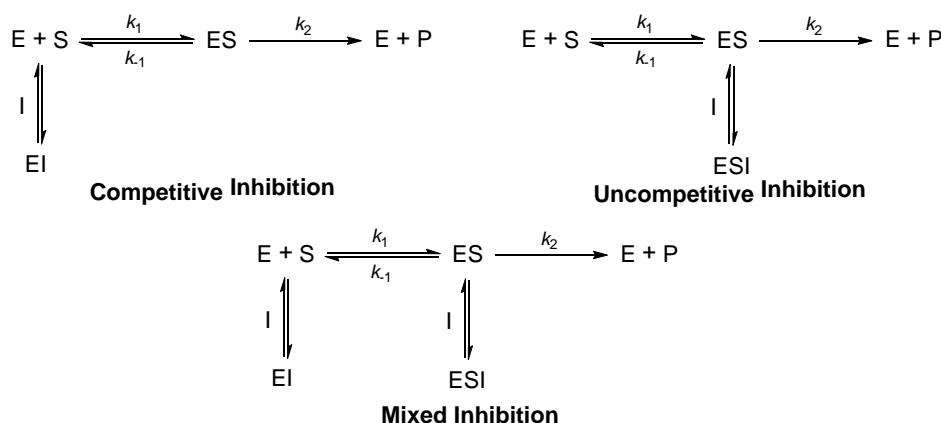 k1 k2
E + S ES E + P
k-1
I
EI
Competitive Inhibition
k1 k2
E + S ES E + P
k-1
I
ESI
Uncompetitive Inhibition
k1 k2
E + S ES E + P
k-1
I I
EI ESI
Mixed Inhibition